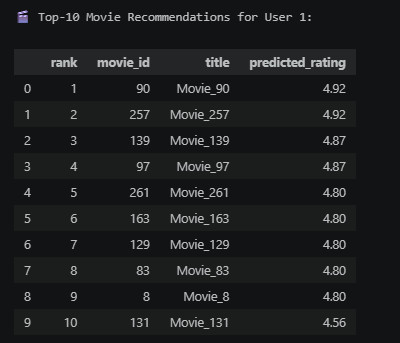 🎬 Top-10 Movie Recommendations for User 1:
rank movie_id title predicted_rating
0 1 90 Movie_90 4.92
1 2 257 Movie_257 4.92
2 3 139 Movie_139 4.87
3 4 97 Movie_97 4.87
4 5 261 Movie_261 4.80
5 6 163 Movie_163 4.80
6 7 129 Movie_129 4.80
7 8 83 Movie_83 4.80
8 9 8 Movie_8 4.80
9 10 131 Movie_131 4.56